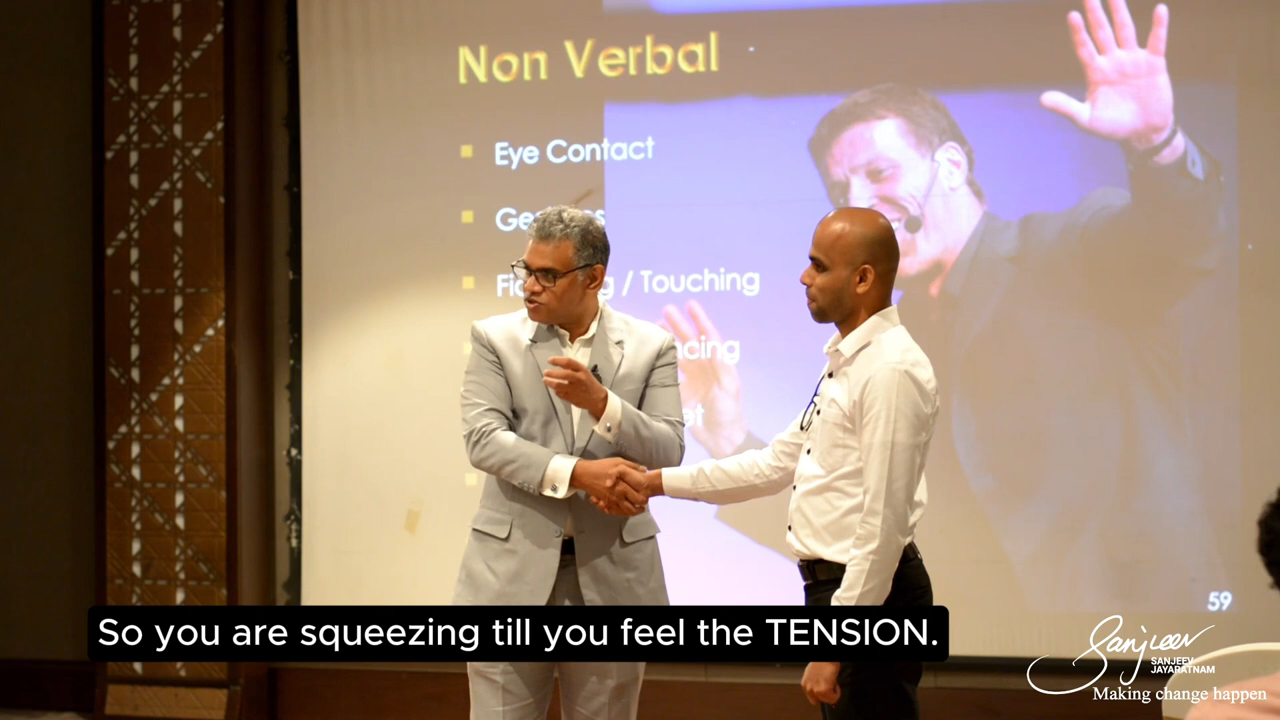 Non Verbal
Eye Contact
/ Touching
59
So you are squeezing till you feel the TENSION.
Sanjeev
SANJEEV
JAYARATNAM
Making change happen